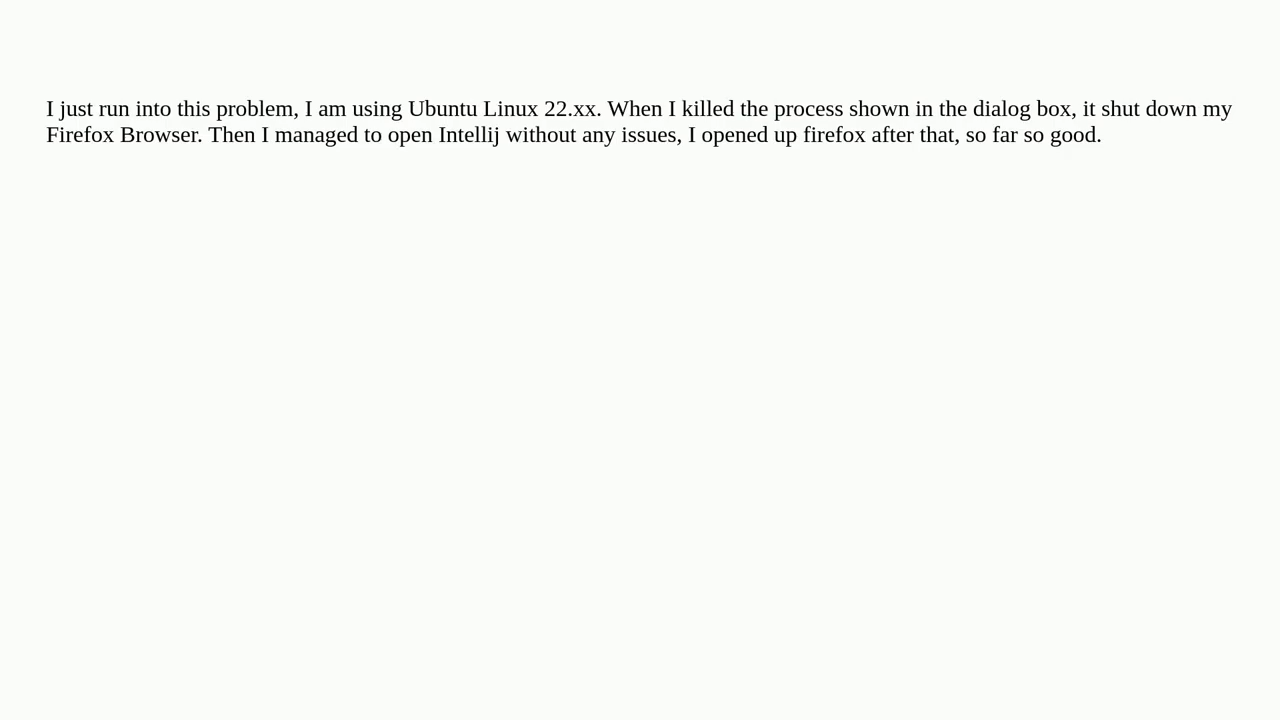 I just run into this problem, I am using Ubuntu Linux 22.xx. When I killed the process shown in the dialog box, it shut down my
Firefox Browser. Then I managed to open Intellij without any issues, I opened up firefox after that, so far so good.